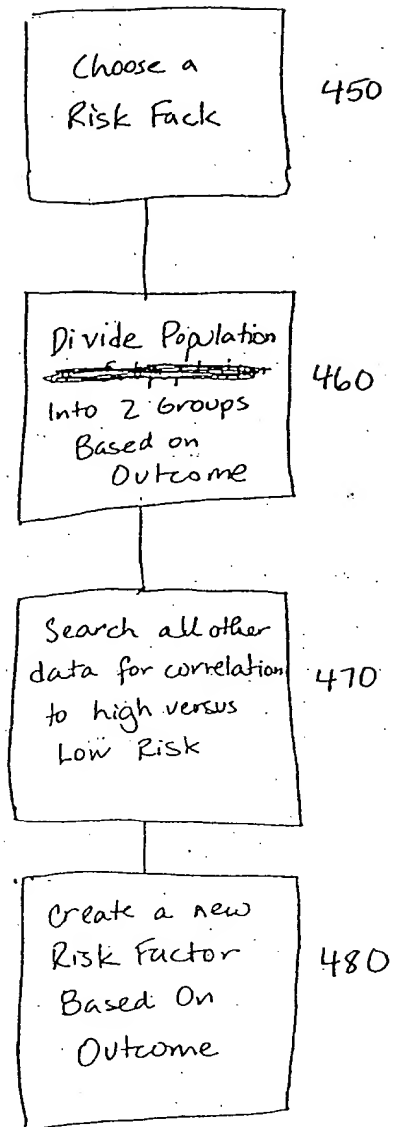 Choose a
Risk Fack
450
Divide Population
Into 2 Groups
Based on
Outcome
460
Search all other
data for correlation
to high versus
Low Risk
470
Create a new
Risk Factor
Based On
Outcome
480